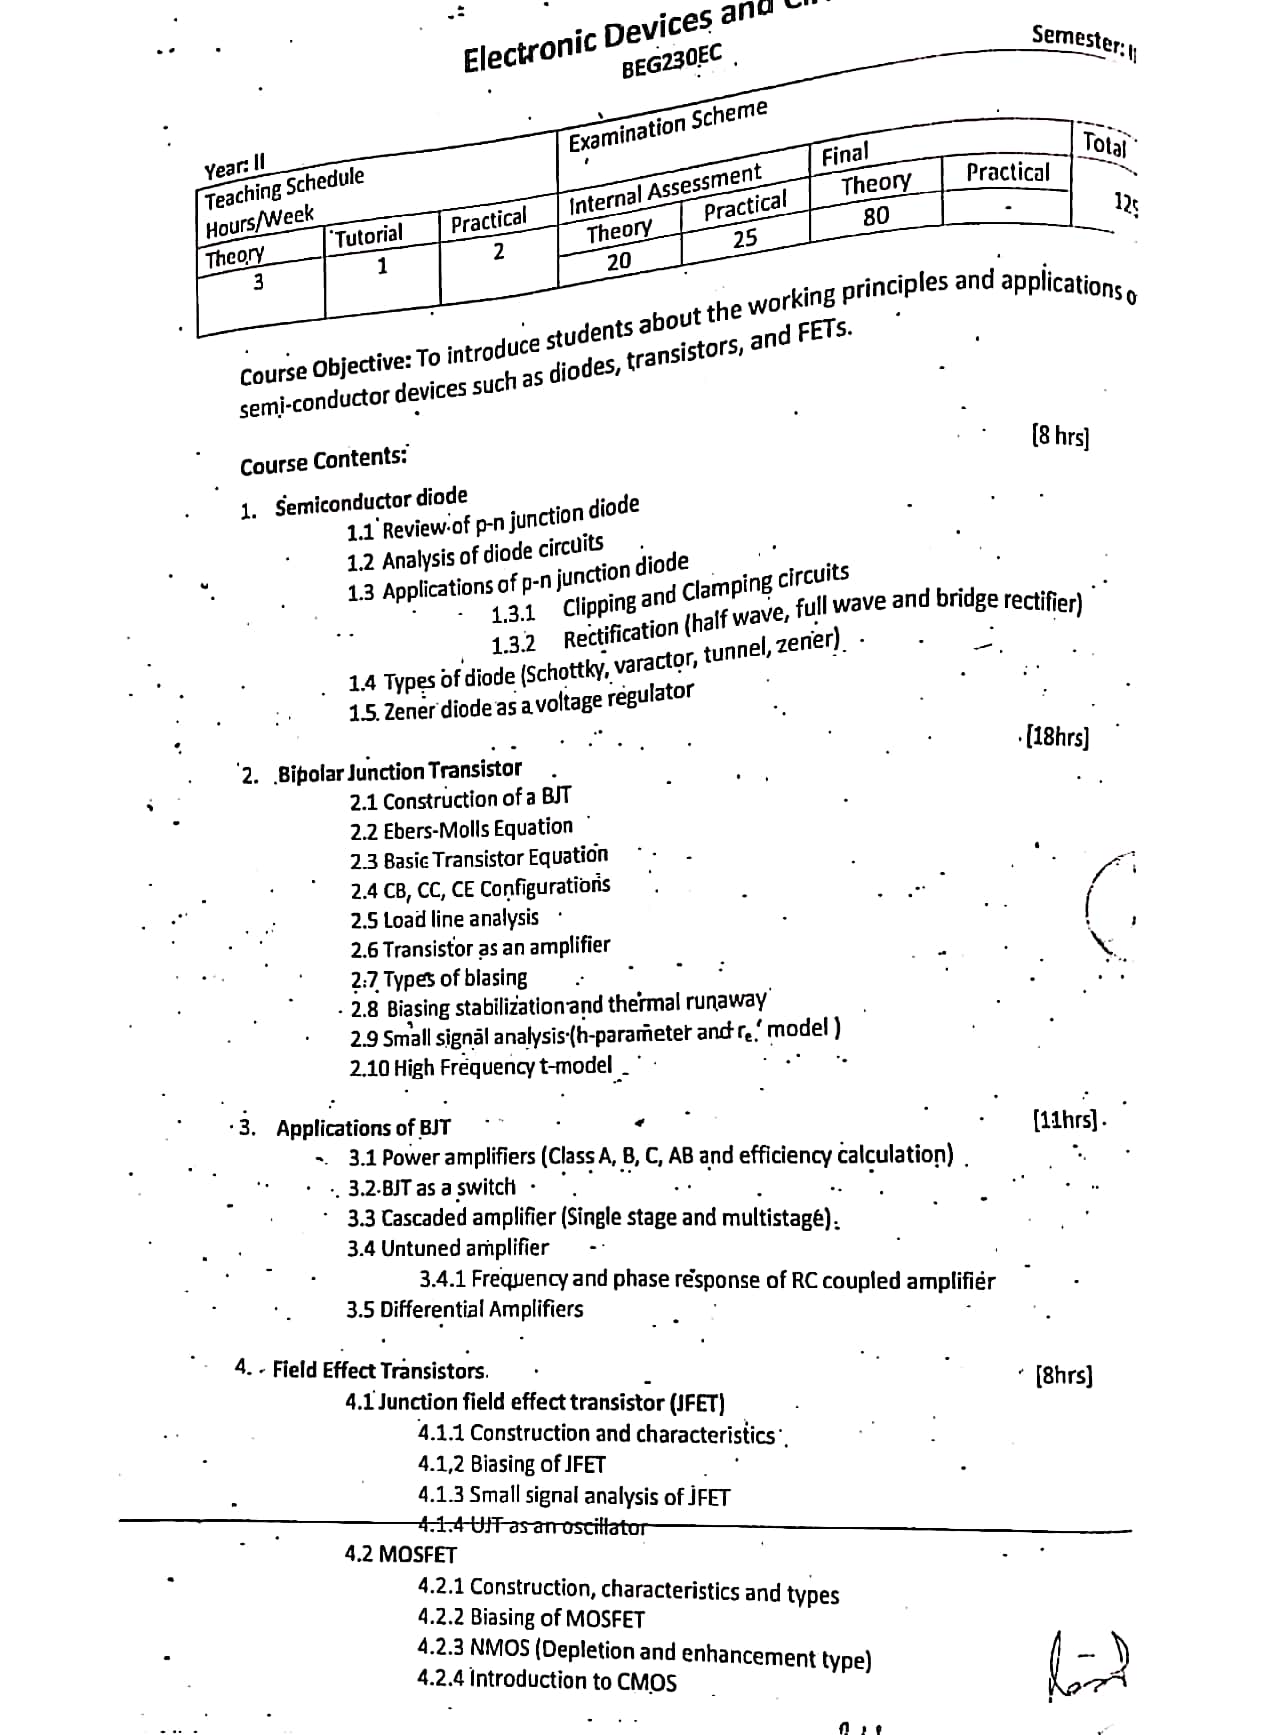 Electronic Devices and
BEG230EC
Semester: II
Year: II
Teaching Schedule
Hours/Week
Examination Scheme
Theory
Tutorial
Practical
Internal Assessment
Final
Total
Theory
Practical
Theory
Practical
3
1
2
20
25
80
-
125
Course Objective: To introduce students about the working principles and applications o
semi-conductor devices such as diodes, transistors, and FETs.
Course Contents:
1. Semiconductor diode [8 hrs]
1.1 Review of p-n junction diode
1.2 Analysis of diode circuits
1.3 Applications of p-n junction diode
1.3.1 Clipping and Clamping circuits
1.3.2 Rectification (half wave, full wave and bridge rectifier)
1.4 Types of diode (Schottky, varactor, tunnel, zener)
1.5. Zener diode as a voltage regulator
2. Bipolar Junction Transistor [18hrs]
2.1 Construction of a BJT
2.2 Ebers-Molls Equation
2.3 Basic Transistor Equation
2.4 CB, CC, CE Configurations
2.5 Load line analysis
2.6 Transistor as an amplifier
2.7 Types of biasing
2.8 Biasing stabilization and thermal runaway
2.9 Small signal analysis (h-parameter and re' model )
2.10 High Frequency t-model
3. Applications of BJT [11hrs]
3.1 Power amplifiers (Class A, B, C, AB and efficiency calculation)
3.2 BJT as a switch
3.3 Cascaded amplifier (Single stage and multistage).
3.4 Untuned amplifier
3.4.1 Frequency and phase response of RC coupled amplifier
3.5 Differential Amplifiers
4. Field Effect Transistors. [8hrs]
4.1 Junction field effect transistor (JFET)
4.1.1 Construction and characteristics
4.1,2 Biasing of JFET
4.1.3 Small signal analysis of JFET
4.1.4 UJT as an oscillator
4.2 MOSFET
4.2.1 Construction, characteristics and types
4.2.2 Biasing of MOSFET
4.2.3 NMOS (Depletion and enhancement type)
4.2.4 Introduction to CMOS